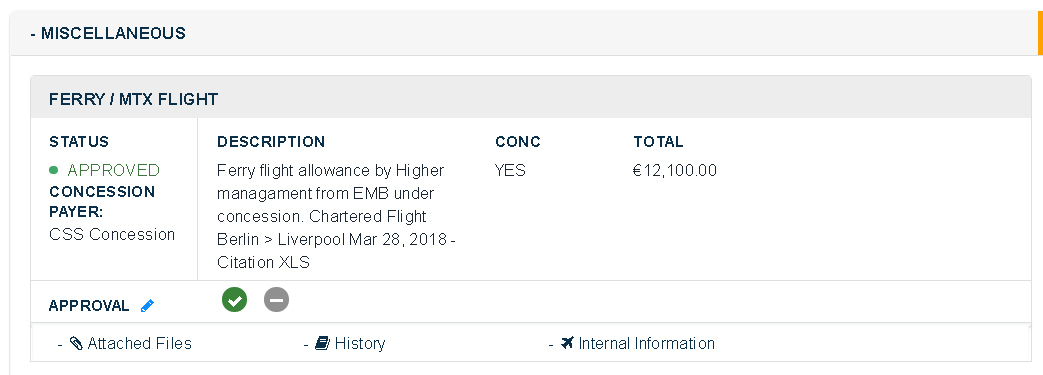 - MISCELLANEOUS
FERRY / MTX FLIGHT
STATUS DESCRIPTION CONC TOTAL
APPROVED
CONCESSION
PAYER:
CSS Concession
Ferry flight allowance by Higher
managament from EMB under
concession. Chartered Flight
Berlin > Liverpool Mar 28, 2018 -
Citation XLS
YES
€12,100.00
APPROVAL
- Attached Files - History - Internal Information